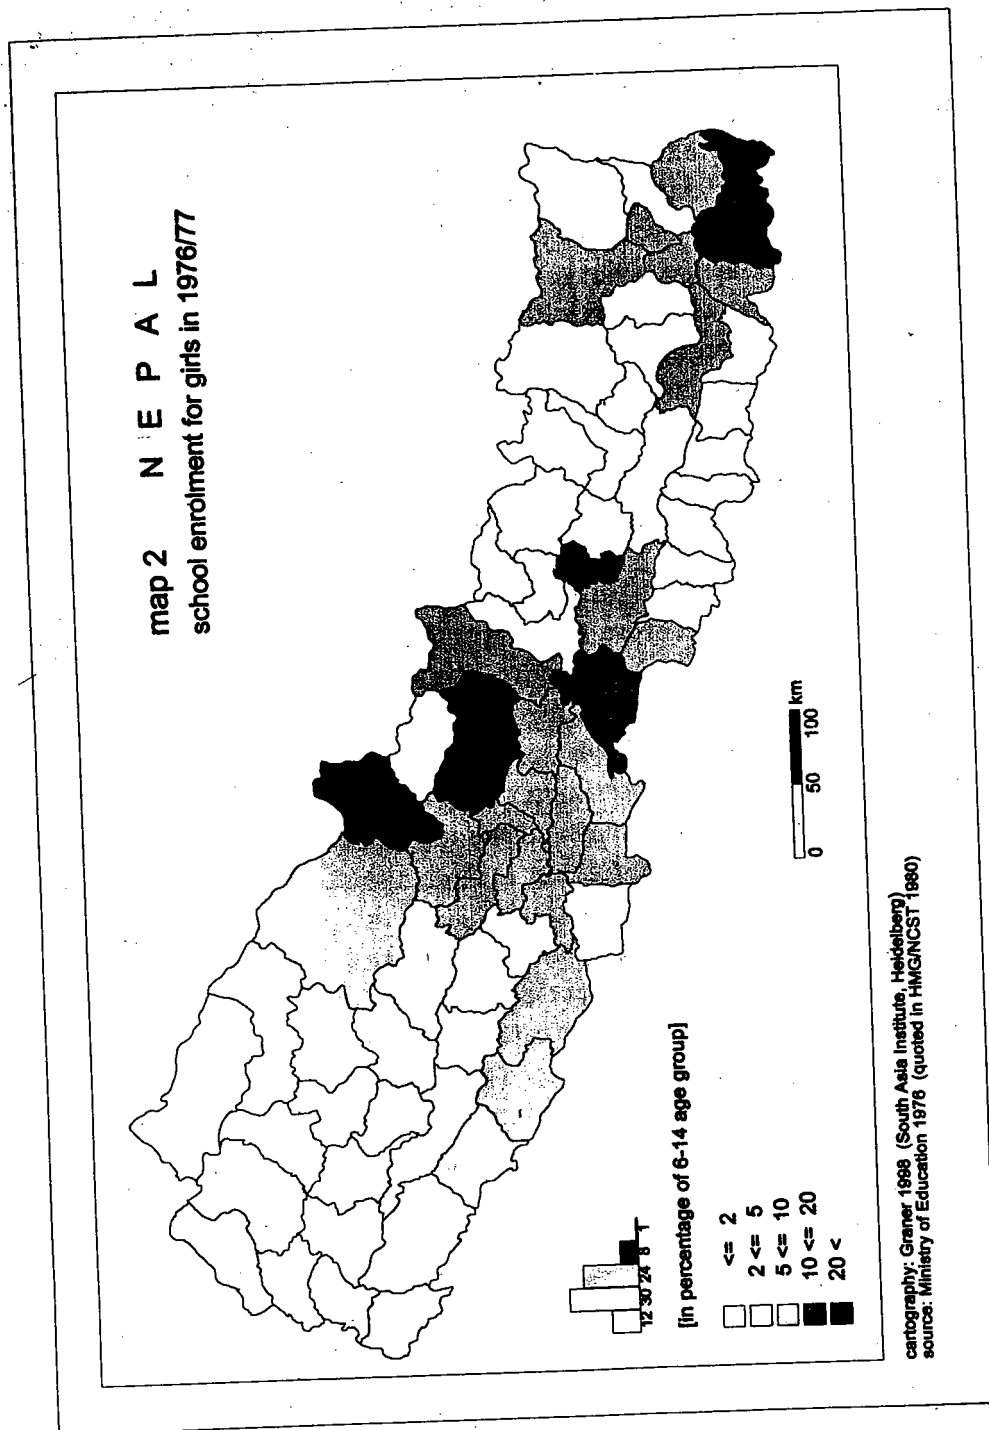 map 2 N E P A L
school enrolment for girls in 1976/77
12 30 24 8 1
[in percentage of 6-14 age group]
<= 2
2 <= 5
5 <= 10
10 <= 20
20 <
0 50 100 km
cartography: Graner 1998 (South Asia Institute, Heidelberg)
source: Ministry of Education 1976 (quoted in HMG/NCST 1980)